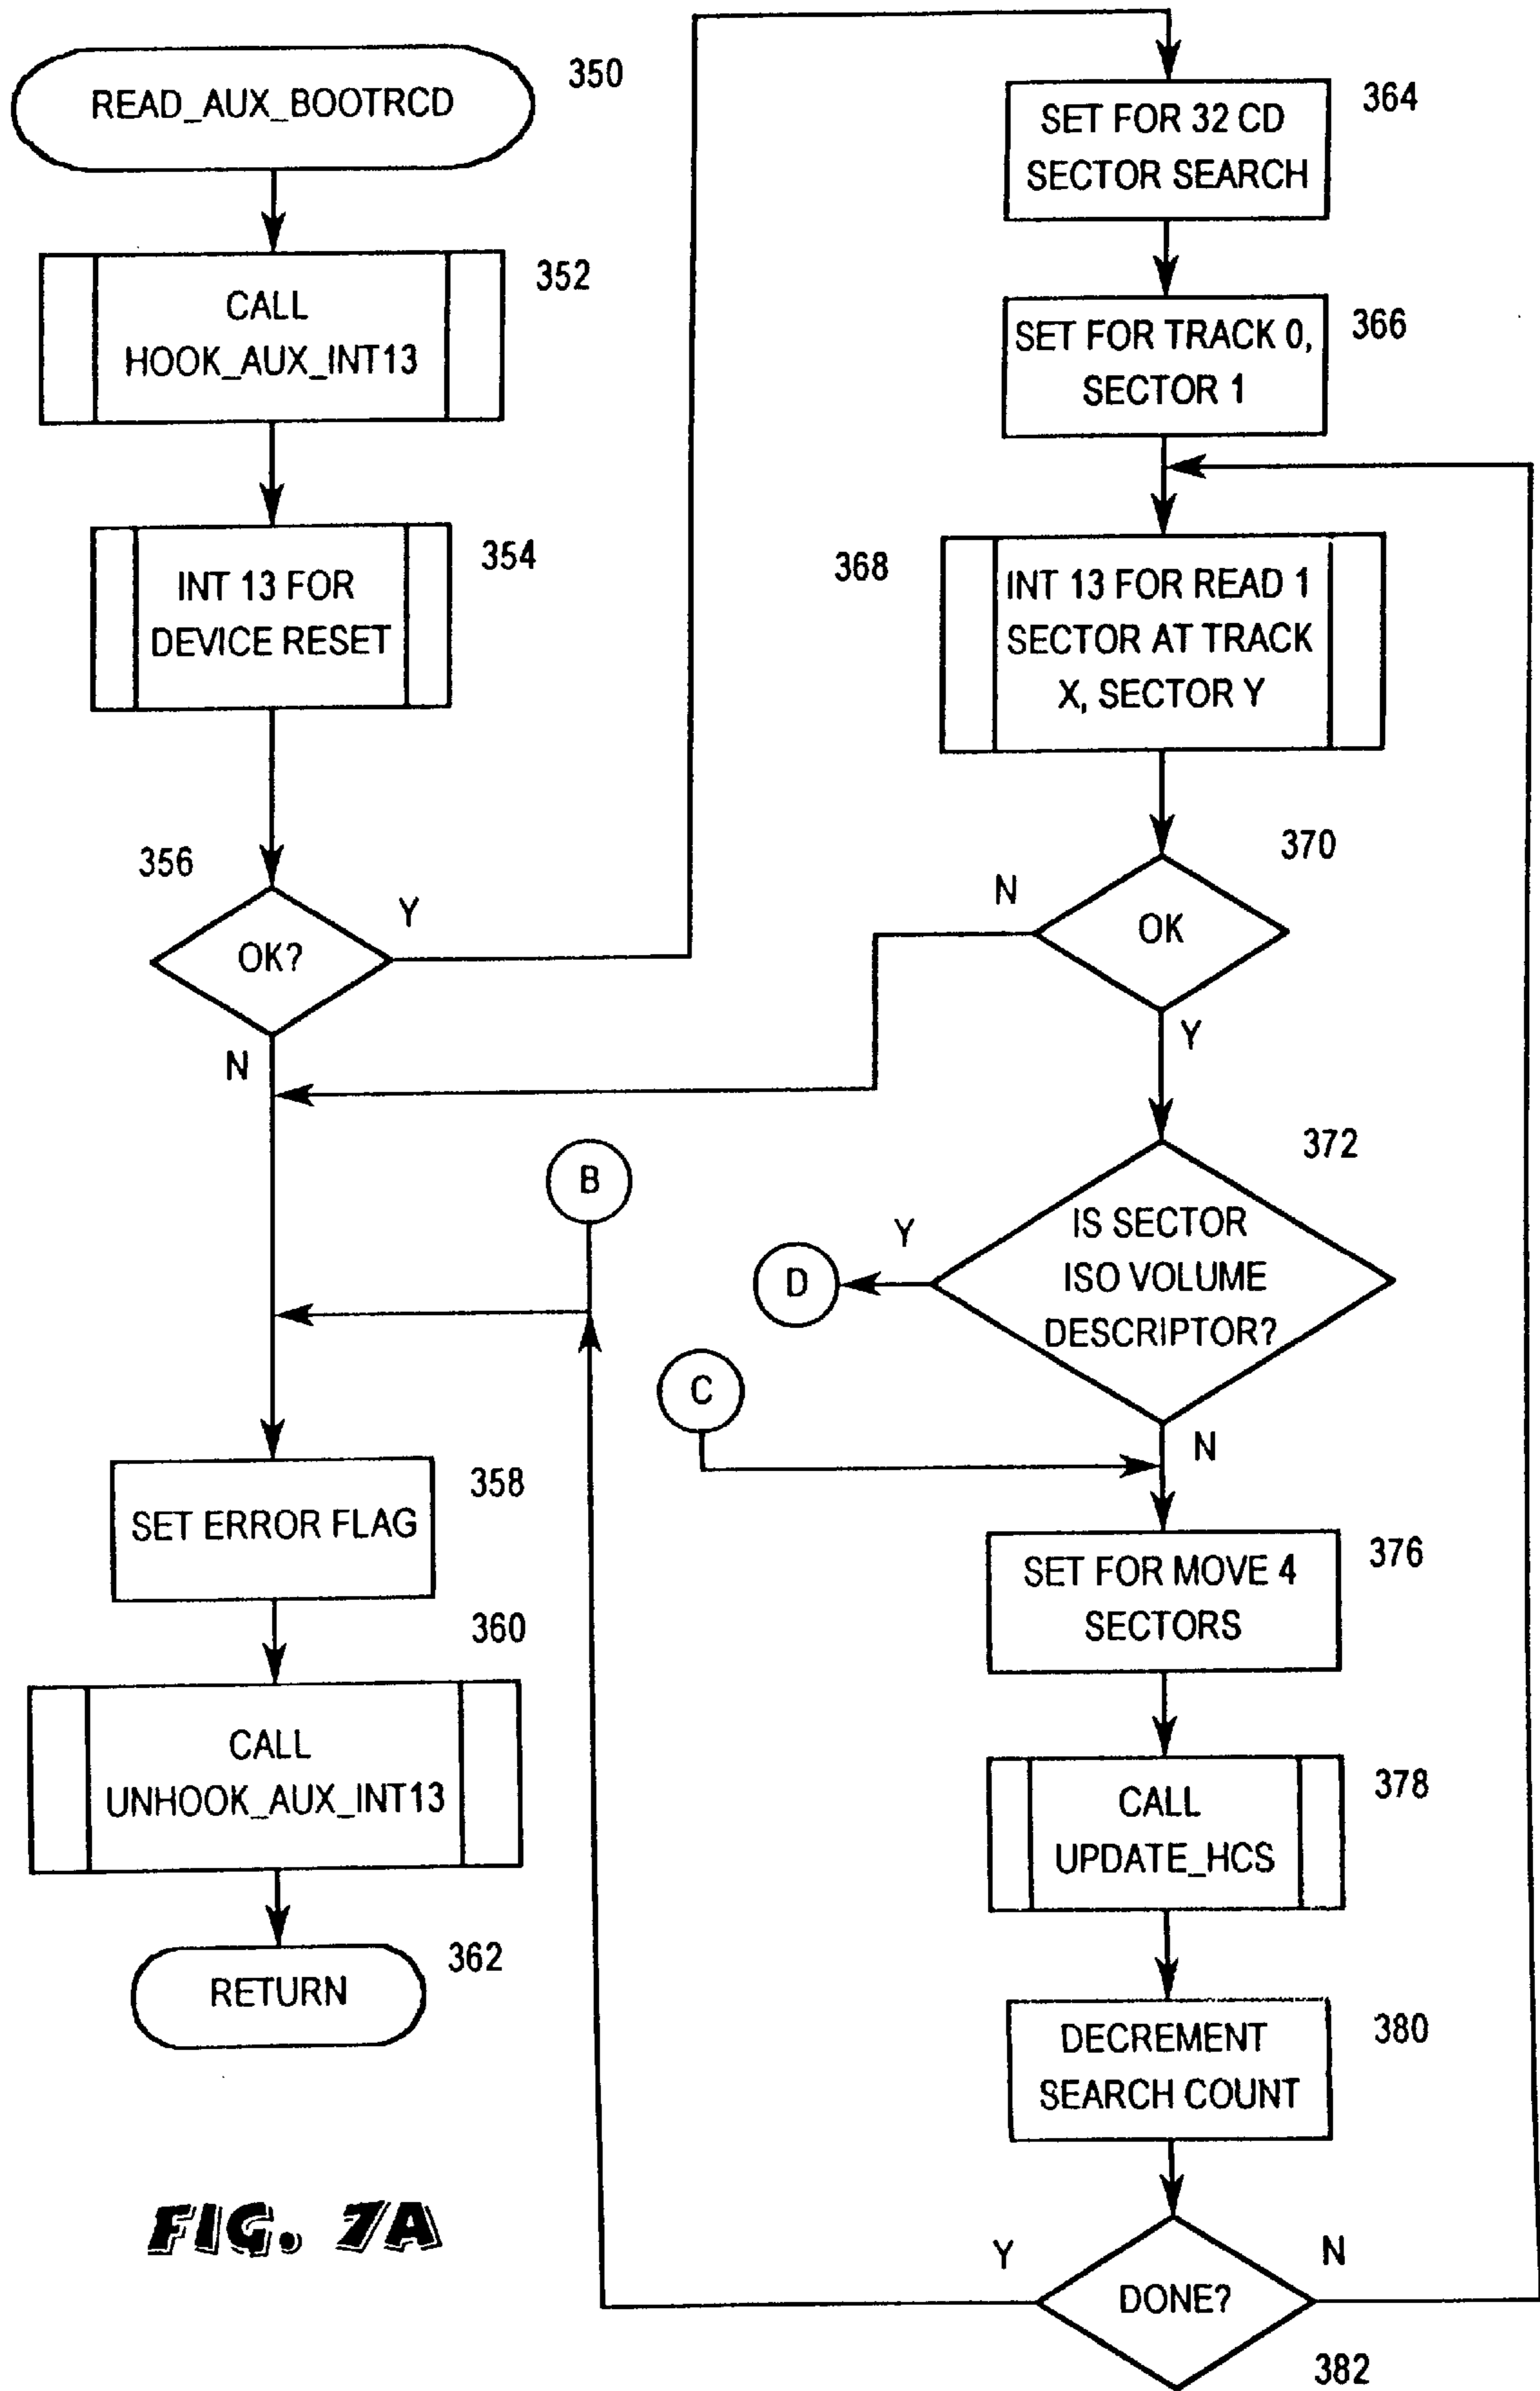 READ_AUX_BOOTRCD
350
CALL
HOOK_AUX_INT13
352
INT 13 FOR
DEVICE RESET
354
356
OK?
Y
N
SET ERROR FLAG
358
360
CALL
UNHOOK_AUX_INT13
RETURN
362
SET FOR 32 CD
SECTOR SEARCH
364
SET FOR TRACK 0,
SECTOR 1
366
368
INT 13 FOR READ 1
SECTOR AT TRACK
X, SECTOR Y
370
N
OK
Y
372
IS SECTOR
ISO VOLUME
DESCRIPTOR?
Y
D
B
C
N
SET FOR MOVE 4
SECTORS
376
CALL
UPDATE_HCS
378
DECREMENT
SEARCH COUNT
380
Y
DONE?
N
382
FIG. 7A